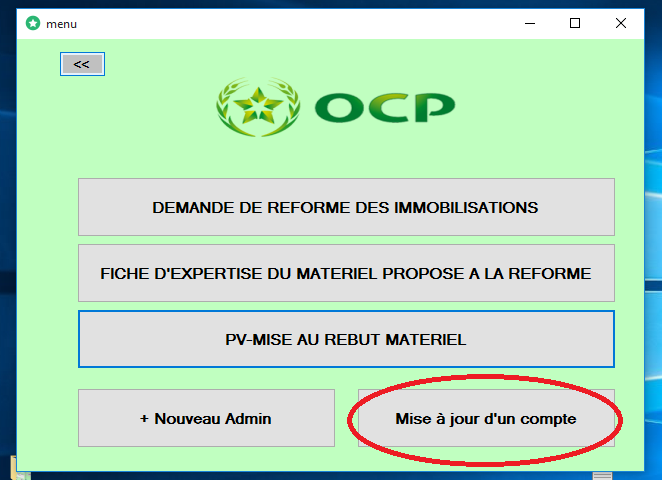 menu
<<
OCP
DEMANDE DE REFORME DES IMMOBILISATIONS
FICHE D'EXPERTISE DU MATERIEL PROPOSE A LA REFORME
PV-MISE AU REBUT MATERIEL
+ Nouveau Admin
Mise à jour d'un compte